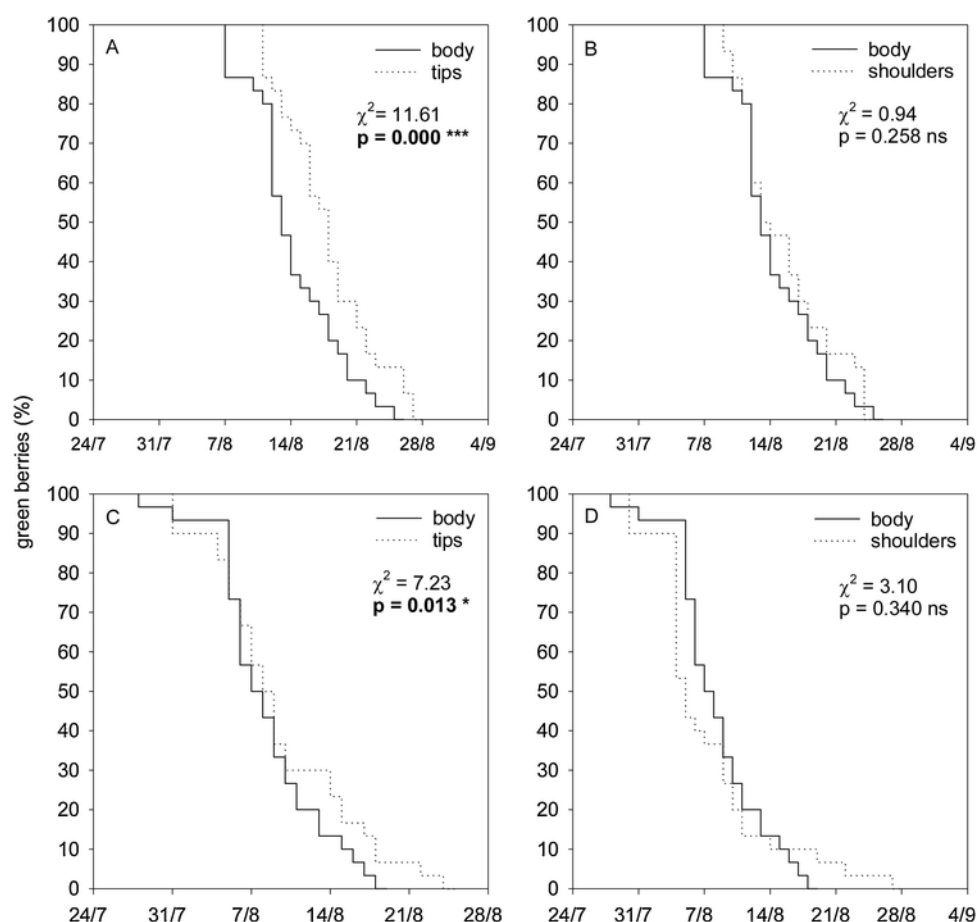 green berries (%)
A
body
tips
χ² = 11.61
p = 0.000 ***
100
90
80
70
60
50
40
30
20
10
0
24/7 31/7 7/8 14/8 21/8 28/8 4/9
B
body
shoulders
χ² = 0.94
p = 0.258 ns
100
90
80
70
60
50
40
30
20
10
0
24/7 31/7 7/8 14/8 21/8 28/8 4/9
C
body
tips
χ² = 7.23
p = 0.013 *
100
90
80
70
60
50
40
30
20
10
0
24/7 31/7 7/8 14/8 21/8 28/8
D
body
shoulders
χ² = 3.10
p = 0.340 ns
100
90
80
70
60
50
40
30
20
10
0
24/7 31/7 7/8 14/8 21/8 28/8 4/9